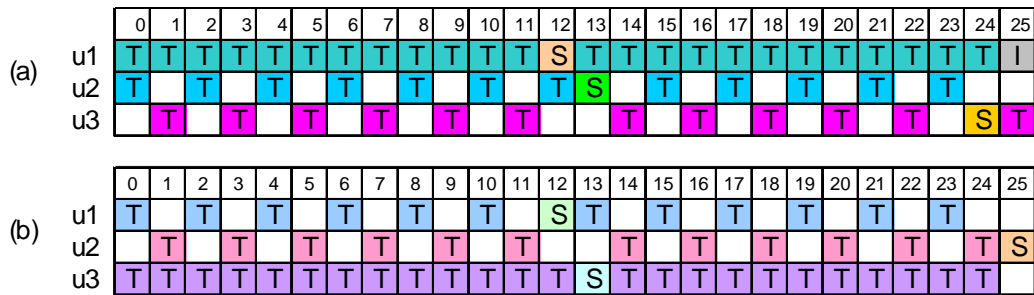 0 1 2 3 4 5 6 7 8 9 10 11 12 13 14 15 16 17 18 19 20 21 22 23 24 25
u1 T T T T T T T T T T T T S T T T T T T T T T T T T I
(a)
u2 T T T T T T T S T T T T T
u3 T T T T T T T T T T T S T
0 1 2 3 4 5 6 7 8 9 10 11 12 13 14 15 16 17 18 19 20 21 22 23 24 25
u1 T T T T T T S T T T T T T
(b)
u2 T T T T T T T T T T T T S
u3 T T T T T T T T T T T T T S T T T T T T T T T T T